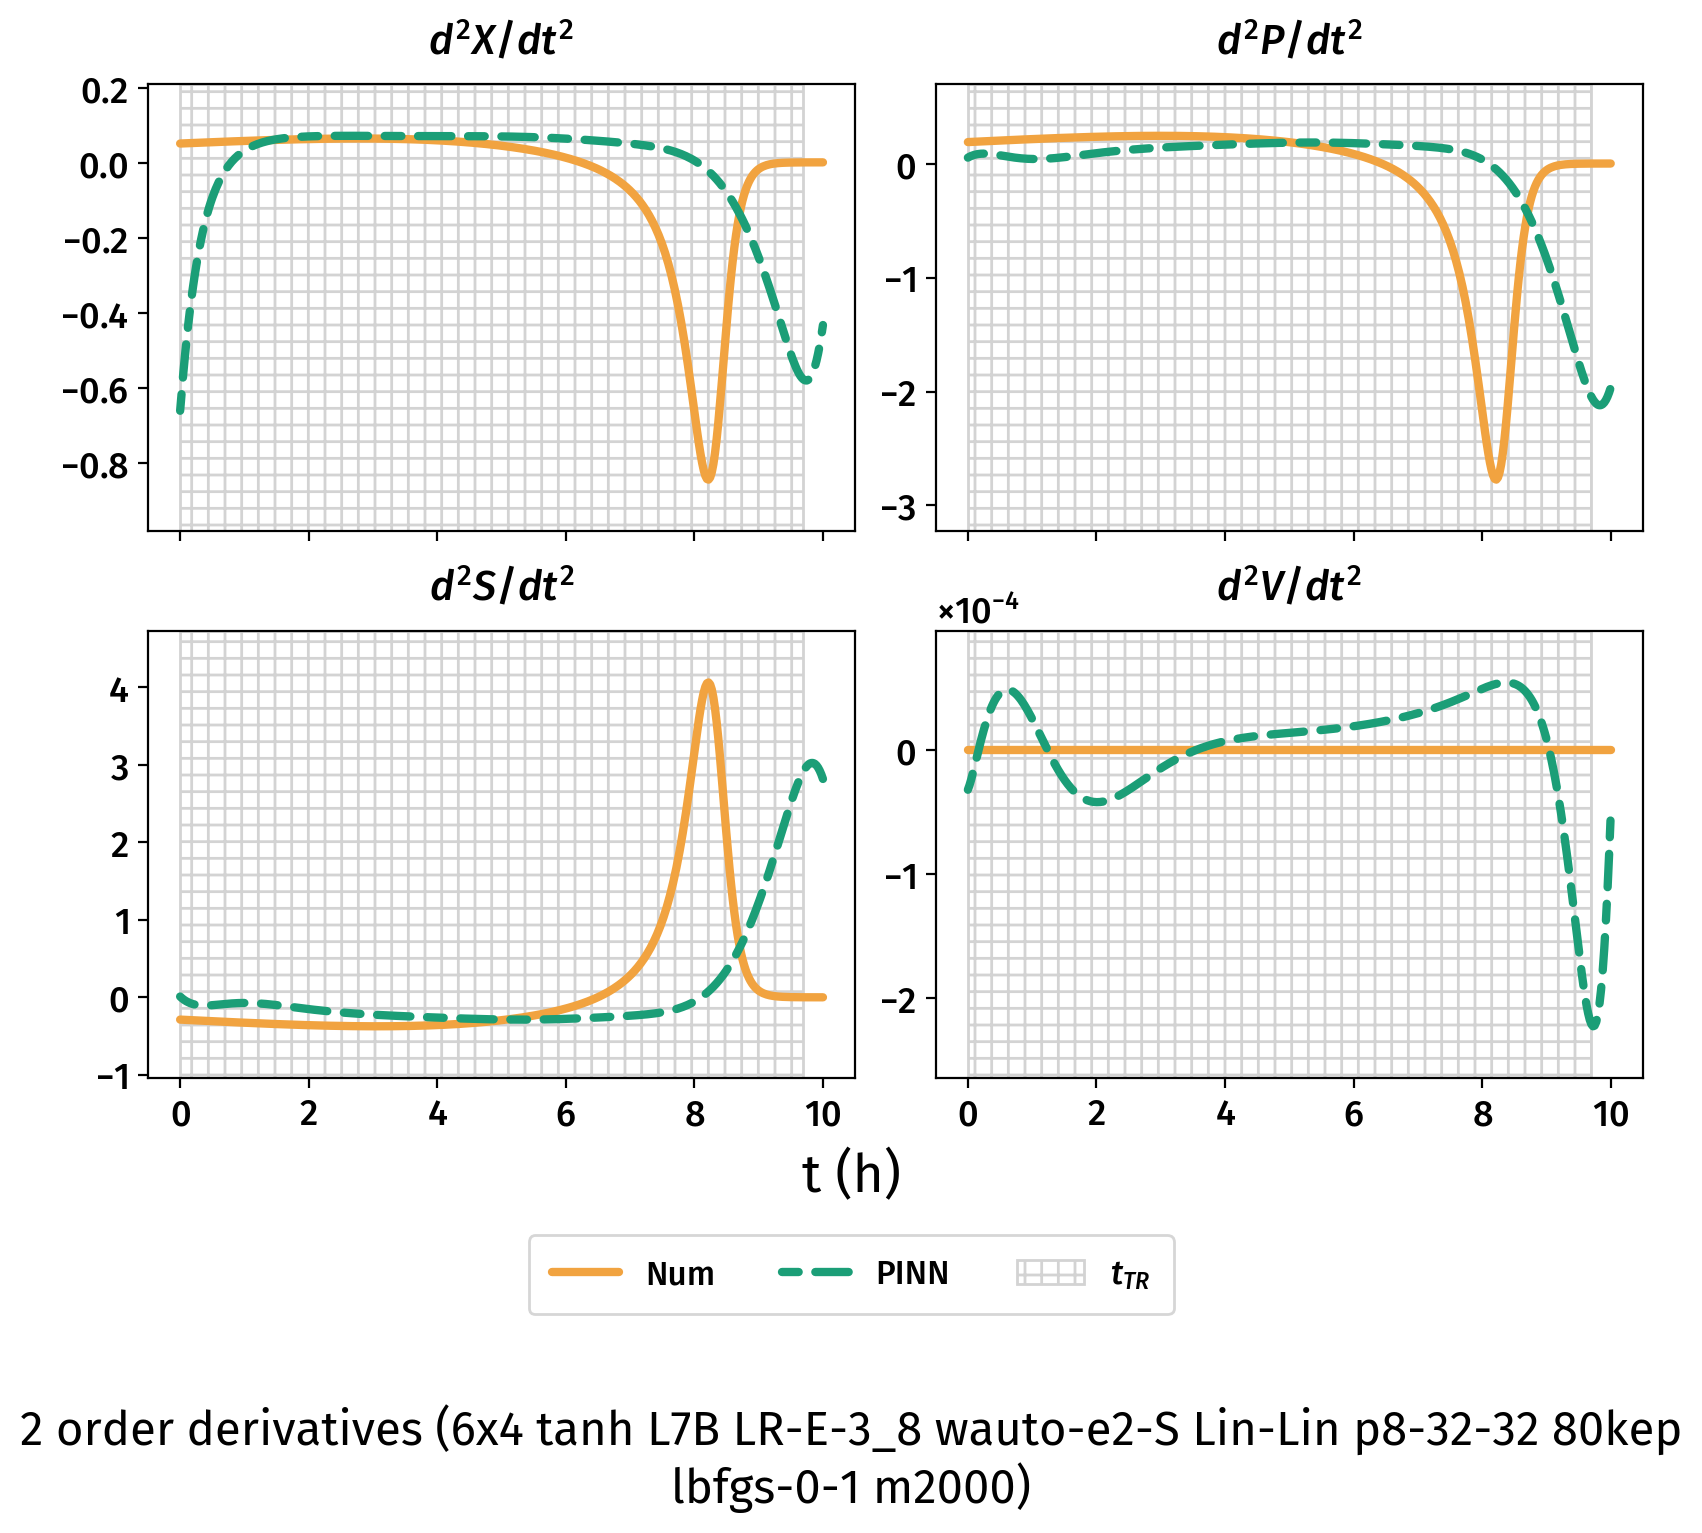 d²X/dt²
d²P/dt²
0.2
0.0
−0.2
−0.4
−0.6
−0.8
0
−1
−2
−3
d²S/dt²
d²V/dt²
×10⁻⁴
4
3
2
1
0
−1
0
−1
−2
0 2 4 6 8 10
0 2 4 6 8 10
t (h)
Num PINN t_TR
2 order derivatives (6x4 tanh L7B LR-E-3_8 wauto-e2-S Lin-Lin p8-32-32 80kep
lbfgs-0-1 m2000)